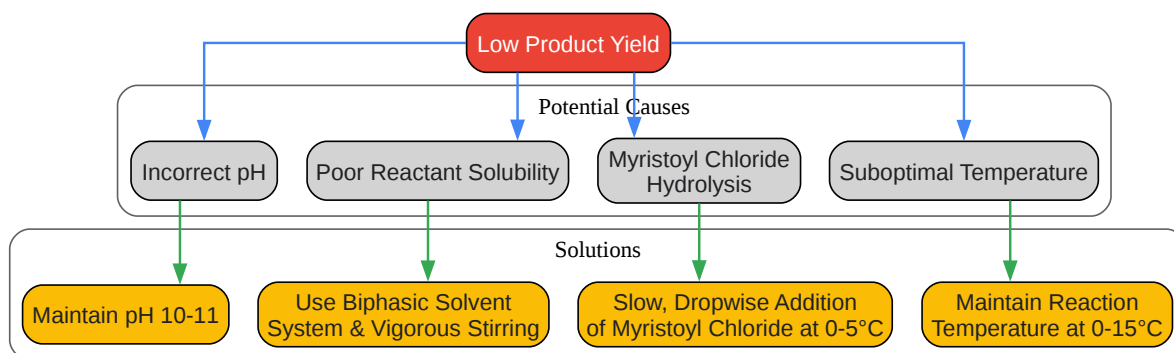 Low Product Yield
Potential Causes
Incorrect pH
Poor Reactant Solubility
Myristoyl Chloride
Hydrolysis
Suboptimal Temperature
Solutions
Maintain pH 10-11
Use Biphasic Solvent
System & Vigorous Stirring
Slow, Dropwise Addition
of Myristoyl Chloride at 0-5°C
Maintain Reaction
Temperature at 0-15°C